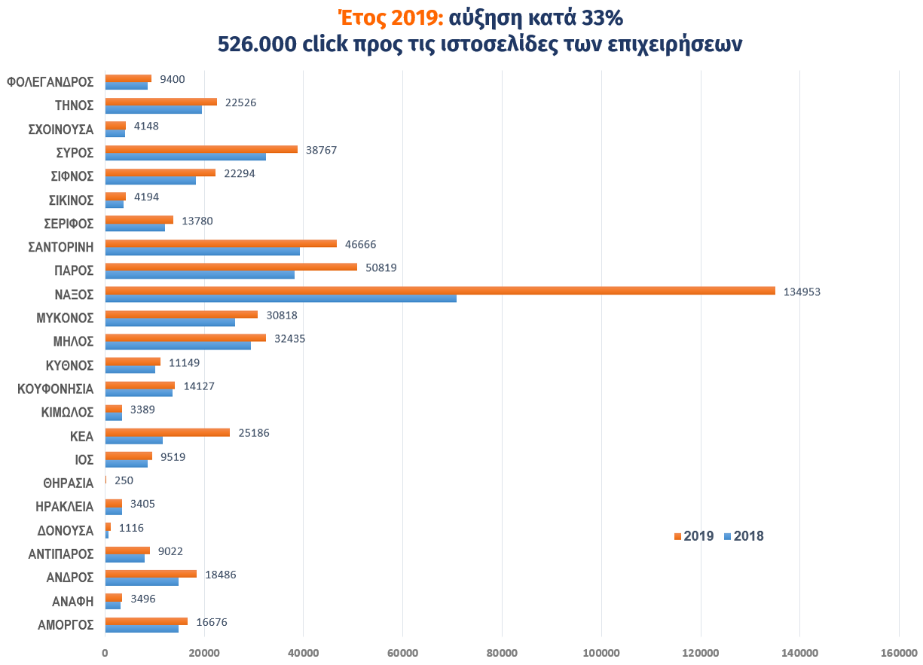 Έτος 2019: αύξηση κατά 33%
526.000 click προς τις ιστοσελίδες των επιχειρήσεων
ΦΟΛΕΓΑΝΔΡΟΣ 9400
ΤΗΝΟΣ 22526
ΣΧΟΙΝΟΥΣΑ 4148
ΣΥΡΟΣ 38767
ΣΙΦΝΟΣ 22294
ΣΙΚΙΝΟΣ 4194
ΣΕΡΙΦΟΣ 13780
ΣΑΝΤΟΡΙΝΗ 46666
ΠΑΡΟΣ 50819
ΝΑΞΟΣ 134953
ΜΥΚΟΝΟΣ 30818
ΜΗΛΟΣ 32435
ΚΥΘΝΟΣ 11149
ΚΟΥΦΟΝΗΣΙΑ 14127
ΚΙΜΩΛΟΣ 3389
ΚΕΑ 25186
ΙΟΣ 9519
ΘΗΡΑΣΙΑ 250
ΗΡΑΚΛΕΙΑ 3405
ΔΟΝΟΥΣΑ 1116
2019 2018
ΑΝΤΙΠΑΡΟΣ 9022
ΑΝΔΡΟΣ 18486
ΑΝΑΦΗ 3496
ΑΜΟΡΓΟΣ 16676
0 20000 40000 60000 80000 100000 120000 140000 160000